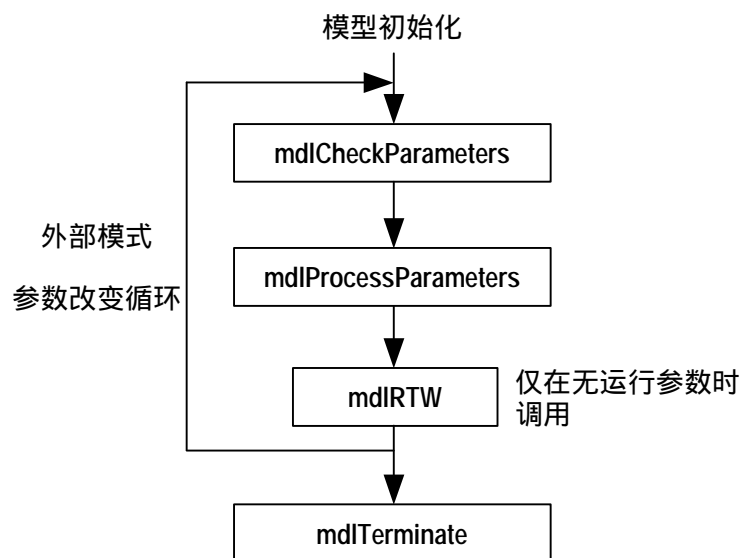 模型初始化
mdlCheckParameters
外部模式
参数改变循环
mdlProcessParameters
mdlRTW
仅在无运行参数时
调用
mdlTerminate